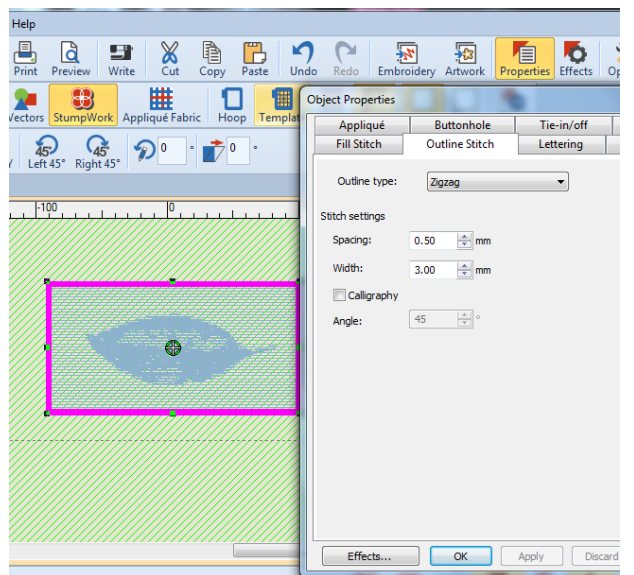 Help
Print Preview Write Cut Copy Paste Undo Redo Embroidery Artwork Properties Effects
Vectors StumpWork Appliqué Fabric Hoop
Object Properties
Appliqué Buttonhole Tie-in/off
Fill Stitch Outline Stitch Lettering
Left 45° Right 45° 0 ° 0 °
45° 45°
Outline type: Zigzag
-100 0
Stitch settings
Spacing: 0.50 mm
Width: 3.00 mm
Calligraphy
Angle: 45 °
Effects... OK Apply Discard